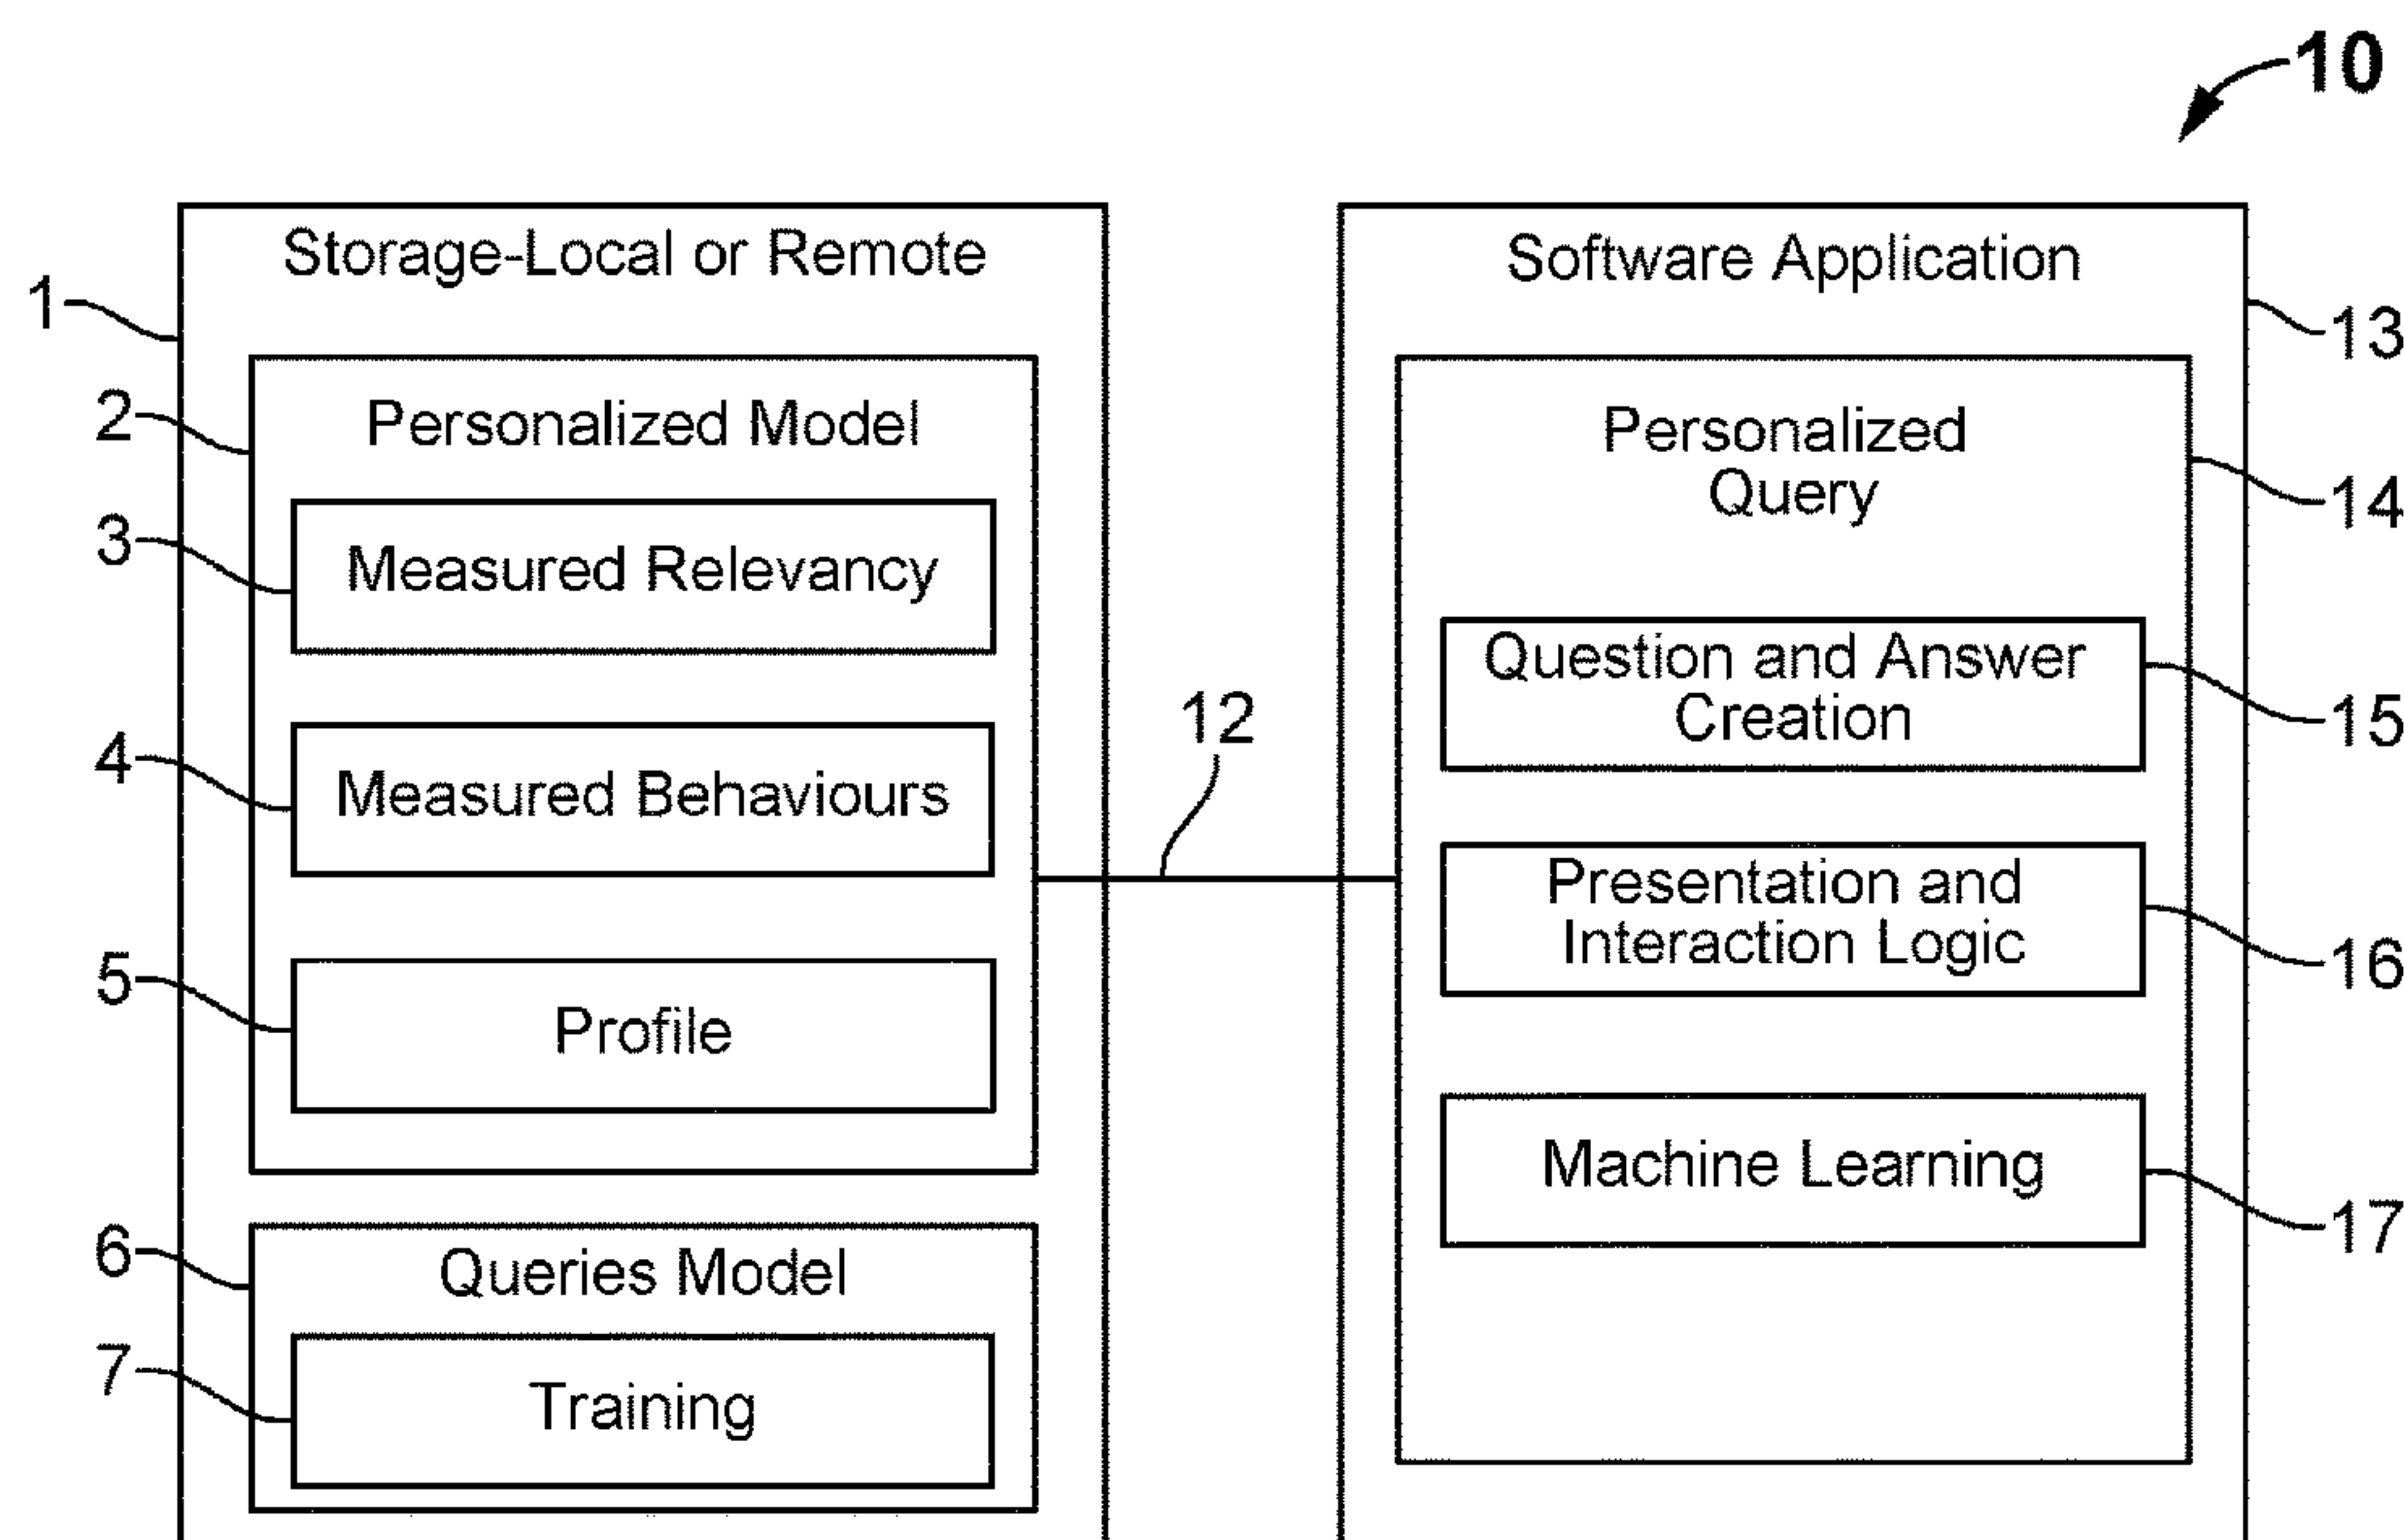 10
Storage-Local or Remote
1
Personalized Model
2
Measured Relevancy
3
Measured Behaviours
4
Profile
5
Queries Model
6
Training
7
12
Software Application
13
Personalized
Query
14
Question and Answer
Creation
15
Presentation and
Interaction Logic
16
Machine Learning
17